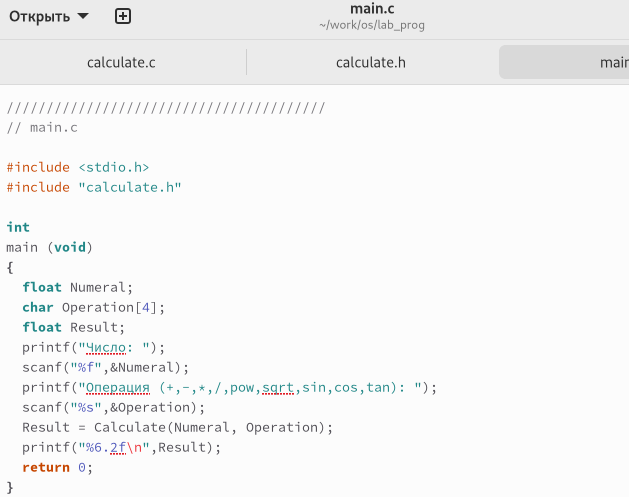 Открыть
main.c
~/work/os/lab_prog
calculate.c
calculate.h
main
////////////////////////////////////////
// main.c
#include <stdio.h>
#include "calculate.h"
int
main (void)
{
  float Numeral;
  char Operation[4];
  float Result;
  printf("Число: ");
  scanf("%f",&Numeral);
  printf("Операция (+,-,*,/,pow,sqrt,sin,cos,tan): ");
  scanf("%s",&Operation);
  Result = Calculate(Numeral, Operation);
  printf("%6.2f\n",Result);
  return 0;
}